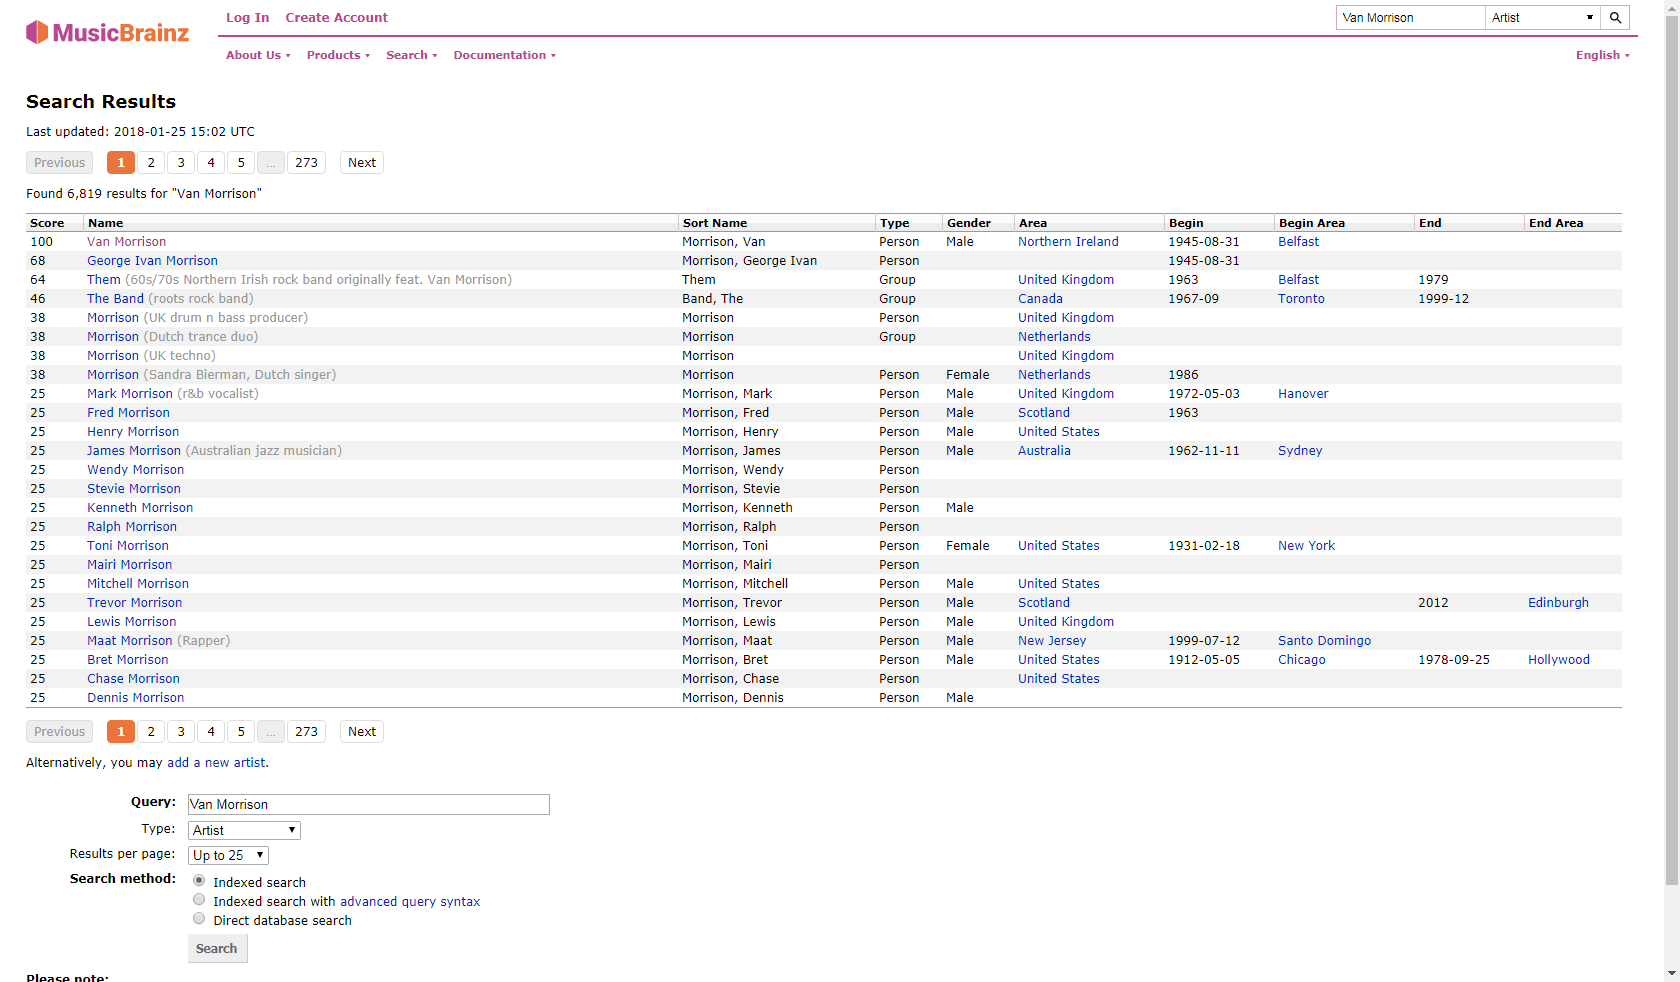 MusicBrainz
Log In Create Account
Van Morrison Artist
About Us Products Search Documentation English
Search Results
Last updated: 2018-01-25 15:02 UTC
Previous 1 2 3 4 5 ... 273 Next
Found 6,819 results for "Van Morrison"
Score Name Sort Name Type Gender Area Begin Begin Area End End Area
100 Van Morrison Morrison, Van Person Male Northern Ireland 1945-08-31 Belfast
68 George Ivan Morrison Morrison, George Ivan Person 1945-08-31
64 Them (60s/70s Northern Irish rock band originally feat. Van Morrison) Them Group United Kingdom 1963 Belfast 1979
46 The Band (roots rock band) Band, The Group Canada 1967-09 Toronto 1999-12
38 Morrison (UK drum n bass producer) Morrison Person United Kingdom
38 Morrison (Dutch trance duo) Morrison Group Netherlands
38 Morrison (UK techno) Morrison United Kingdom
38 Morrison (Sandra Bierman, Dutch singer) Morrison Person Female Netherlands 1986
25 Mark Morrison (r&b vocalist) Morrison, Mark Person Male United Kingdom 1972-05-03 Hanover
25 Fred Morrison Morrison, Fred Person Male Scotland 1963
25 Henry Morrison Morrison, Henry Person Male United States
25 James Morrison (Australian jazz musician) Morrison, James Person Male Australia 1962-11-11 Sydney
25 Wendy Morrison Morrison, Wendy Person
25 Stevie Morrison Morrison, Stevie Person
25 Kenneth Morrison Morrison, Kenneth Person Male
25 Ralph Morrison Morrison, Ralph Person
25 Toni Morrison Morrison, Toni Person Female United States 1931-02-18 New York
25 Mairi Morrison Morrison, Mairi Person
25 Mitchell Morrison Morrison, Mitchell Person Male United States
25 Trevor Morrison Morrison, Trevor Person Male Scotland 2012 Edinburgh
25 Lewis Morrison Morrison, Lewis Person Male United Kingdom
25 Maat Morrison (Rapper) Morrison, Maat Person Male New Jersey 1999-07-12 Santo Domingo
25 Bret Morrison Morrison, Bret Person Male United States 1912-05-05 Chicago 1978-09-25 Hollywood
25 Chase Morrison Morrison, Chase Person United States
25 Dennis Morrison Morrison, Dennis Person Male
Previous 1 2 3 4 5 ... 273 Next
Alternatively, you may add a new artist.
Query: Van Morrison
Type: Artist
Results per page: Up to 25
Search method: Indexed search
Indexed search with advanced query syntax
Direct database search
Search
Please note: